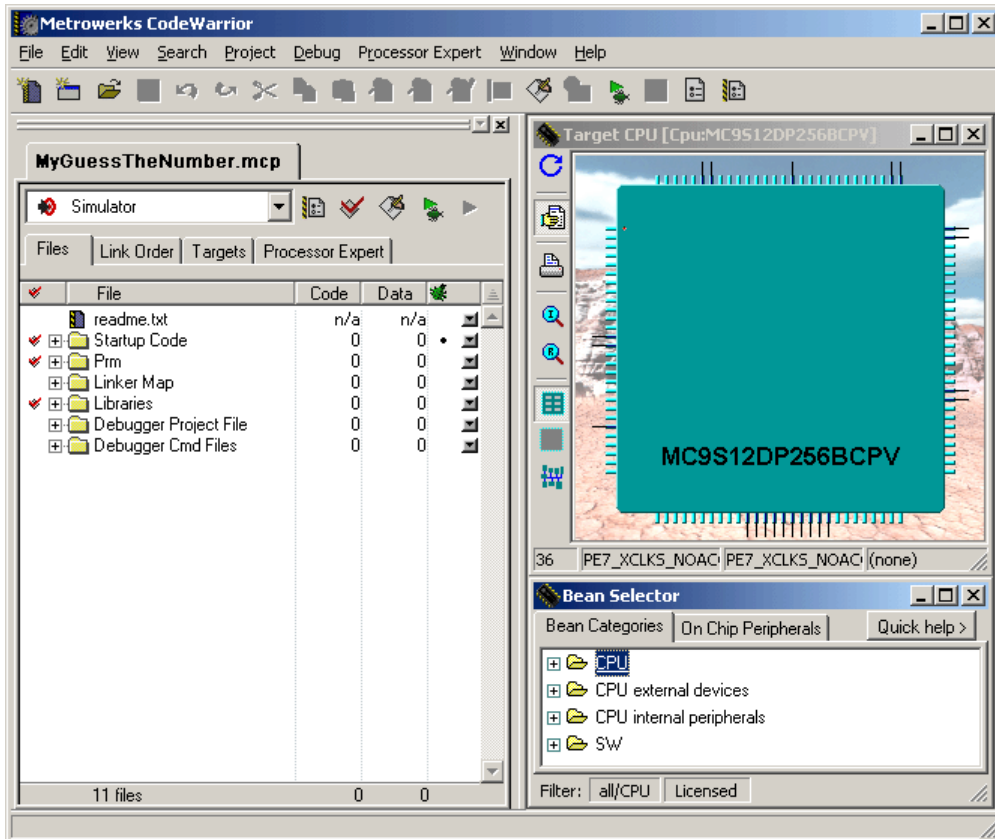 Metrowerks CodeWarrior
File Edit View Search Project Debug Processor Expert Window Help
MyGuessTheNumber.mcp
Simulator
Files Link Order Targets Processor Expert
File Code Data
readme.txt n/a n/a
Startup Code 0 0
Prm 0 0
Linker Map 0 0
Libraries 0 0
Debugger Project File 0 0
Debugger Cmd Files 0 0
11 files 0 0
Target CPU [Cpu:MC9S12DP256BCPV]
MC9S12DP256BCPV
36 PE7_XCLKS_NOAC PE7_XCLKS_NOAC (none)
Bean Selector
Bean Categories On Chip Peripherals Quick help >
CPU
CPU external devices
CPU internal peripherals
SW
Filter: all/CPU Licensed